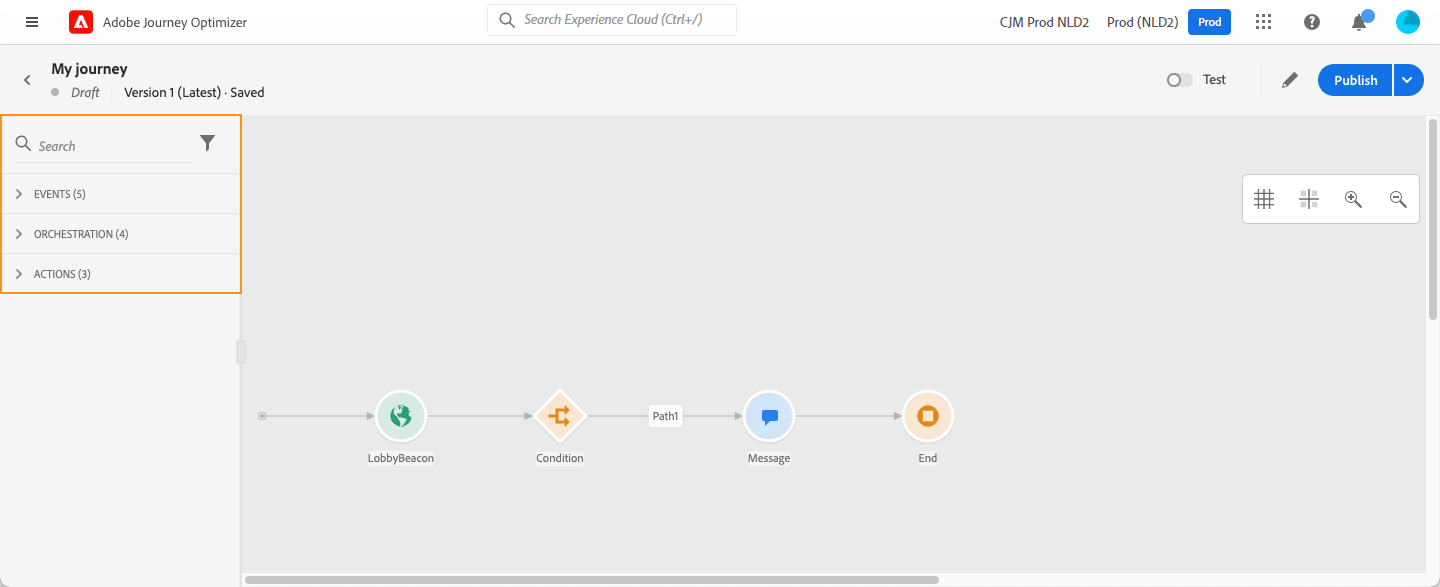 Adobe Journey Optimizer
Search Experience Cloud (Ctrl+/)
CJM Prod NLD2
Prod (NLD2)
Prod
My journey
Draft
Version 1 (Latest) · Saved
Test
Publish
Search
EVENTS (5)
ORCHESTRATION (4)
ACTIONS (3)
Path1
LobbyBeacon
Condition
Message
End